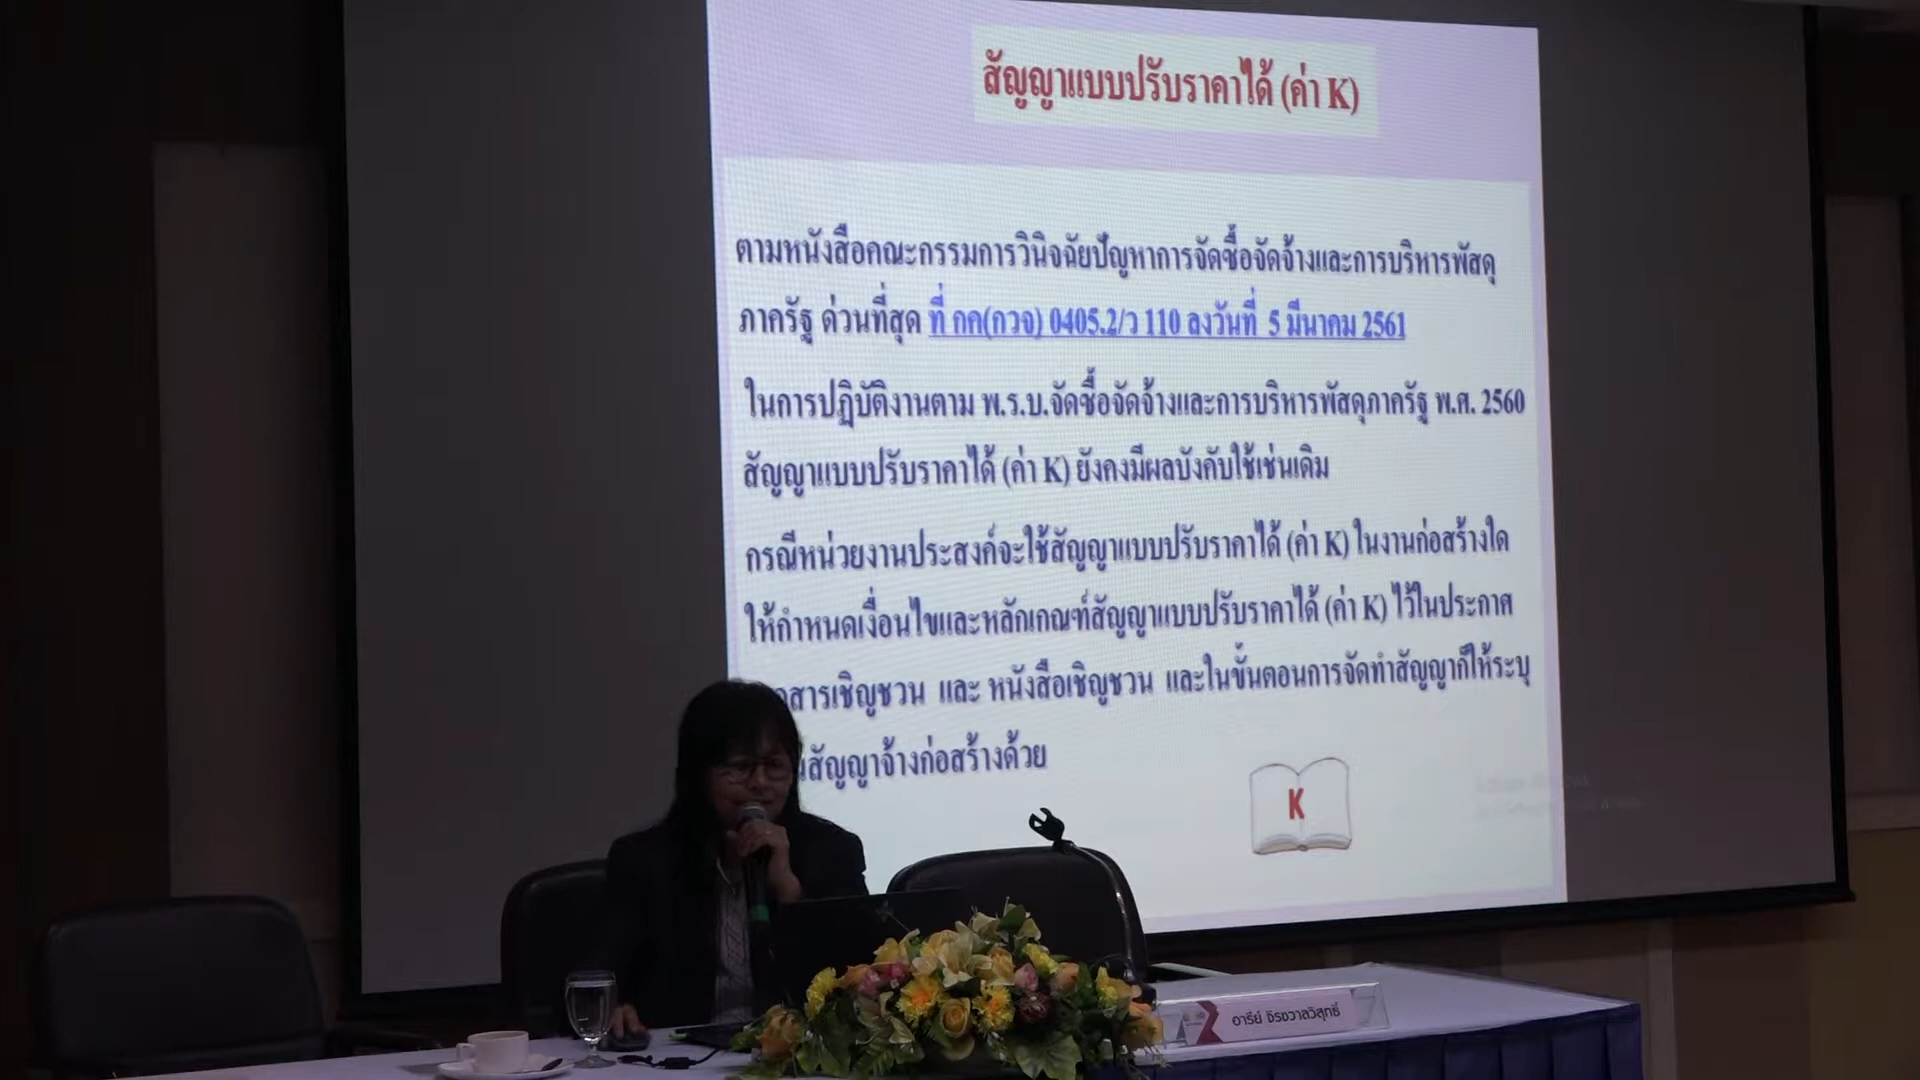 สัญญาแบบปรับราคาได้ (ค่า K)
ตามหนังสือคณะกรรมการวินิจฉัยปัญหาการจัดซื้อจัดจ้างและการบริหารพัสดุ
ภาครัฐ ด่วนที่สุด ที่ กค(กวจ) 0405.2/ว 110 ลงวันที่ 5 มีนาคม 2561
ในการปฏิบัติงานตาม พ.ร.บ.จัดซื้อจัดจ้างและการบริหารพัสดุภาครัฐ พ.ศ. 2560
สัญญาแบบปรับราคาได้ (ค่า K) ยังคงมีผลบังคับใช้เช่นเดิม
กรณีหน่วยงานประสงค์จะใช้สัญญาแบบปรับราคาได้ (ค่า K) ในงานก่อสร้างใด
ให้กำหนดเงื่อนไขและหลักเกณฑ์สัญญาแบบปรับราคาได้ (ค่า K) ไว้ในประกาศ
สารเชิญชวน และ หนังสือเชิญชวน และในขั้นตอนการจัดทำสัญญาก็ให้ระบุ
สัญญาจ้างก่อสร้างด้วย
K
อารีย์ จิรชวาลวิสุทธิ์